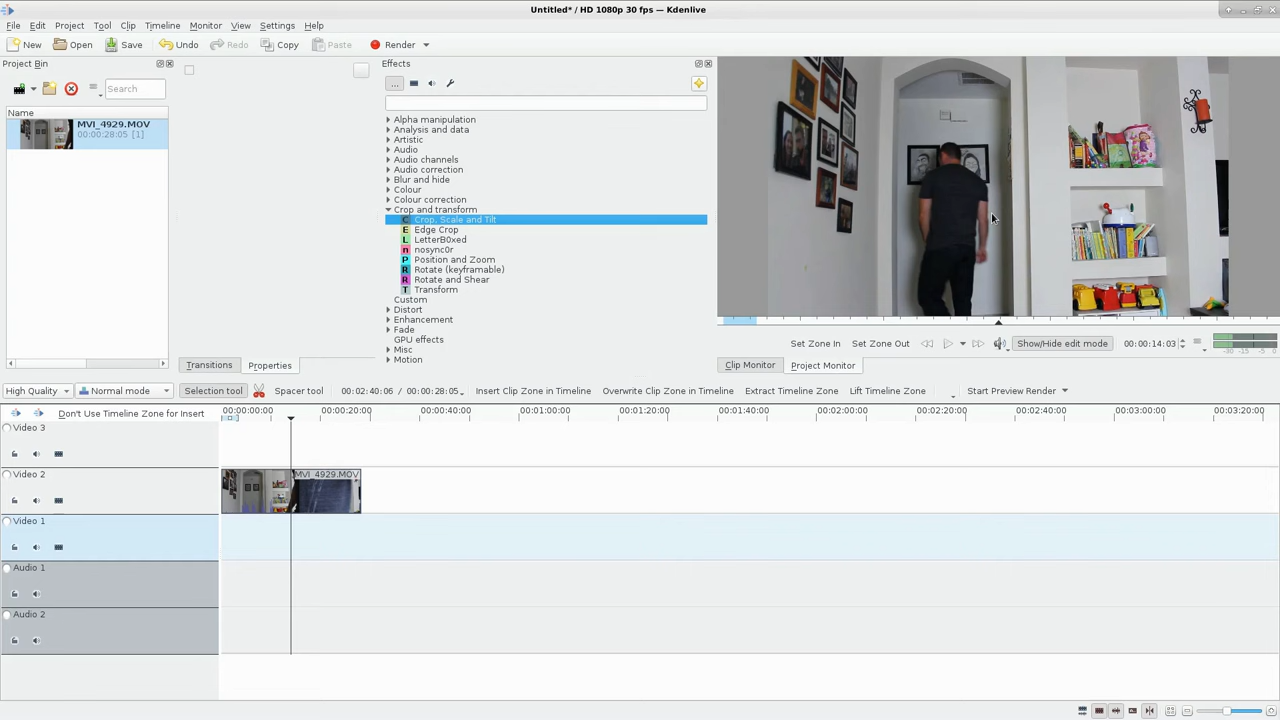 Untitled* / HD 1080p 30 fps — Kdenlive
File Edit Project Tool Clip Timeline Monitor View Settings Help
New Open Save Undo Redo Copy Paste Render
Project Bin
Search
Name
MVI_4929.MOV
00:00:28:05 [1]
Transitions Properties
Effects
...
Alpha manipulation
Analysis and data
Artistic
Audio
Audio channels
Audio correction
Blur and hide
Colour
Colour correction
Crop and transform
C Crop, Scale and Tilt
E Edge Crop
L LetterB0xed
n nosync0r
P Position and Zoom
R Rotate (keyframable)
R Rotate and Shear
T Transform
Custom
Distort
Enhancement
Fade
GPU effects
Misc
Motion
Set Zone In Set Zone Out Show/Hide edit mode 00:00:14:03
-30 -15 -5 0
Clip Monitor Project Monitor
High Quality Normal mode Selection tool Spacer tool 00:02:40:06 / 00:00:28:05 Insert Clip Zone in Timeline Overwrite Clip Zone in Timeline Extract Timeline Zone Lift Timeline Zone Start Preview Render
Don't Use Timeline Zone for Insert
00:00:00:00 00:00:20:00 00:00:40:00 00:01:00:00 00:01:20:00 00:01:40:00 00:02:00:00 00:02:20:00 00:02:40:00 00:03:00:00 00:03:20:00
Video 3
Video 2
MVI_4929.MOV
Video 1
Audio 1
Audio 2